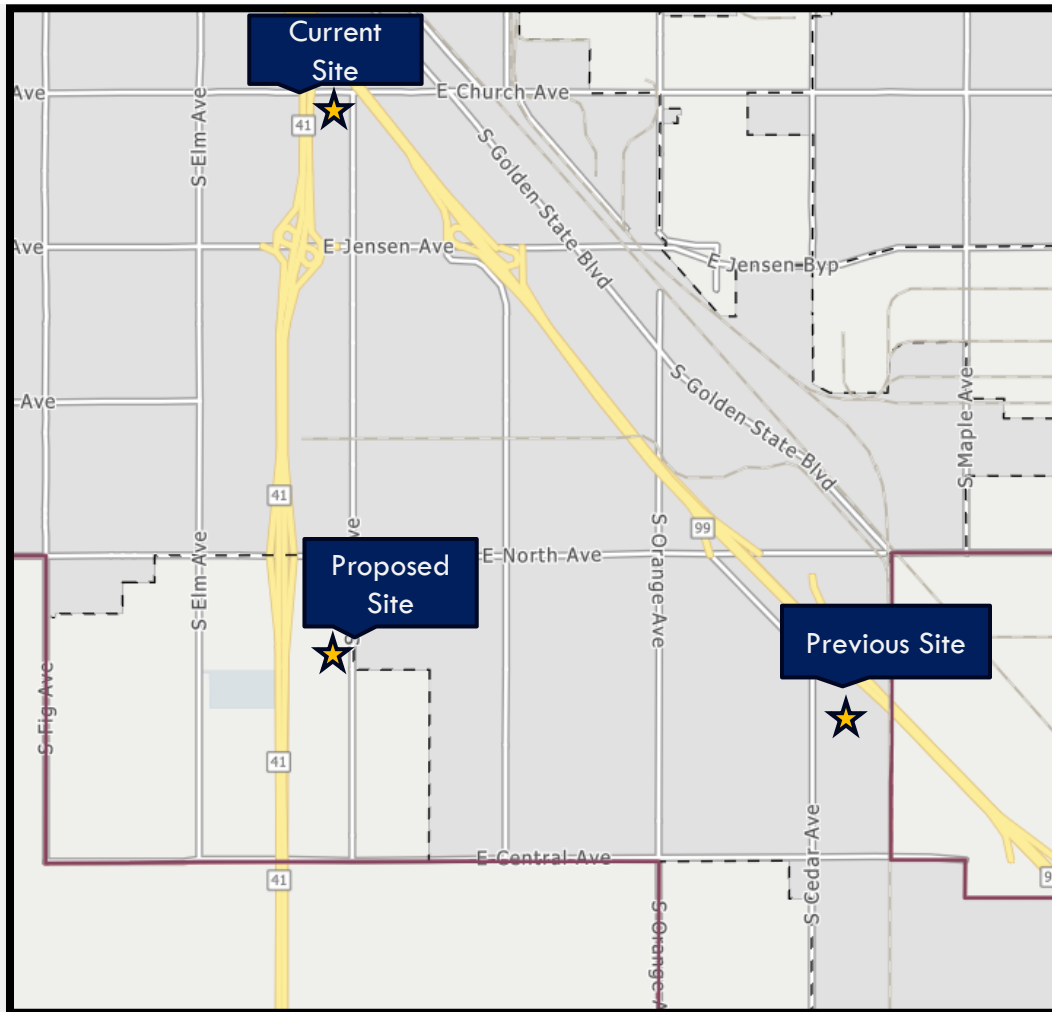 Current
Site
Ave
E Church Ave
S Elm Ave
41
S Golden State Blvd
Ave
E Jensen Ave
E Jensen Byp
S Golden State Blvd
Ave
S Maple Ave
41
99
S Orange Ave
E North Ave
S Elm Ave
Proposed
Site
Previous Site
S Fig Ave
41
E Central Ave
S Cedar Ave
41
S Orange A
9